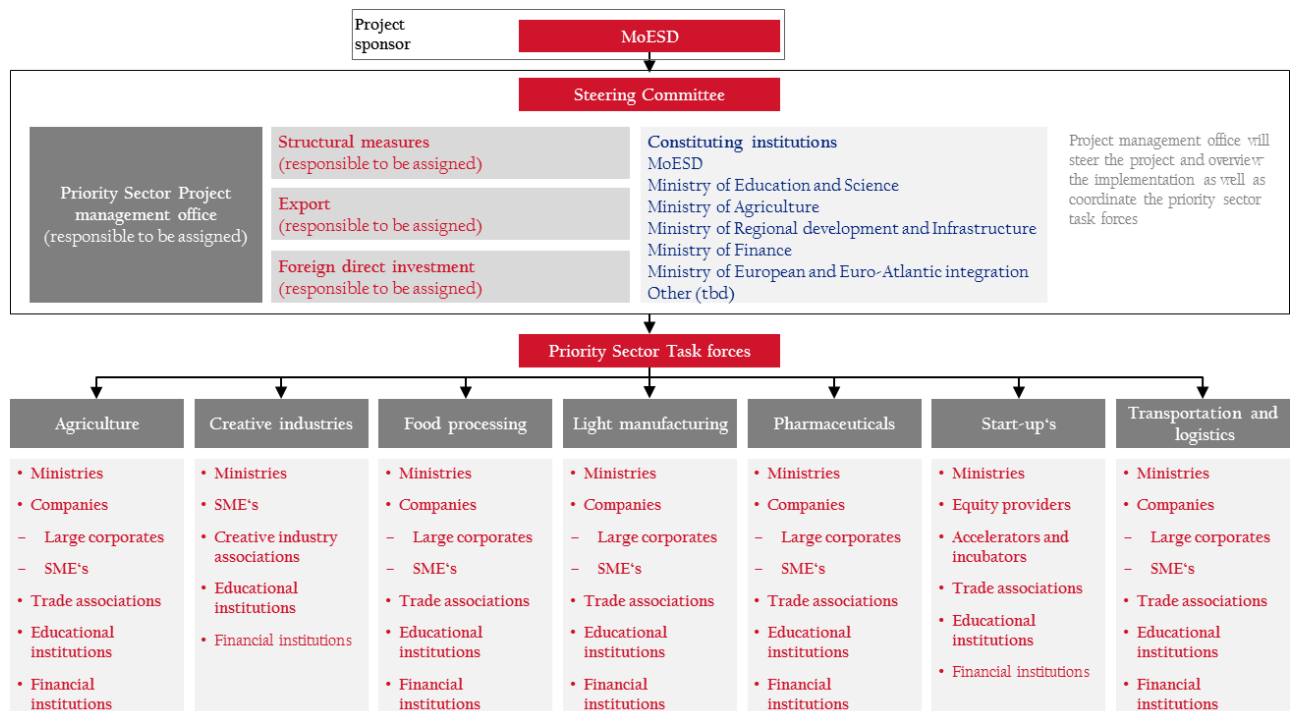 Project
sponsor
MoESD
Steering Committee
Priority Sector Project
management office
(responsible to be assigned)
Structural measures
(responsible to be assigned)
Export
(responsible to be assigned)
Foreign direct investment
(responsible to be assigned)
Constituting institutions
MoESD
Ministry of Education and Science
Ministry of Agriculture
Ministry of Regional development and Infrastructure
Ministry of Finance
Ministry of European and Euro-Atlantic integration
Other (tbd)
Project management office will
steer the project and overview
the implementation as well as
coordinate the priority sector
task forces
Priority Sector Task forces
Agriculture
• Ministries
• Companies
– Large corporates
– SME‘s
• Trade associations
• Educational
institutions
• Financial
institutions
Creative industries
• Ministries
• SME‘s
• Creative industry
associations
• Educational
institutions
• Financial institutions
Food processing
• Ministries
• Companies
– Large corporates
– SME‘s
• Trade associations
• Educational
institutions
• Financial
institutions
Light manufacturing
• Ministries
• Companies
– Large corporates
– SME‘s
• Trade associations
• Educational
institutions
• Financial
institutions
Pharmaceuticals
• Ministries
• Companies
– Large corporates
– SME‘s
• Trade associations
• Educational
institutions
• Financial
institutions
Start-up‘s
• Ministries
• Equity providers
• Accelerators and
incubators
• Trade associations
• Educational
institutions
• Financial institutions
Transportation and
logistics
• Ministries
• Companies
– Large corporates
– SME‘s
• Trade associations
• Educational
institutions
• Financial
institutions